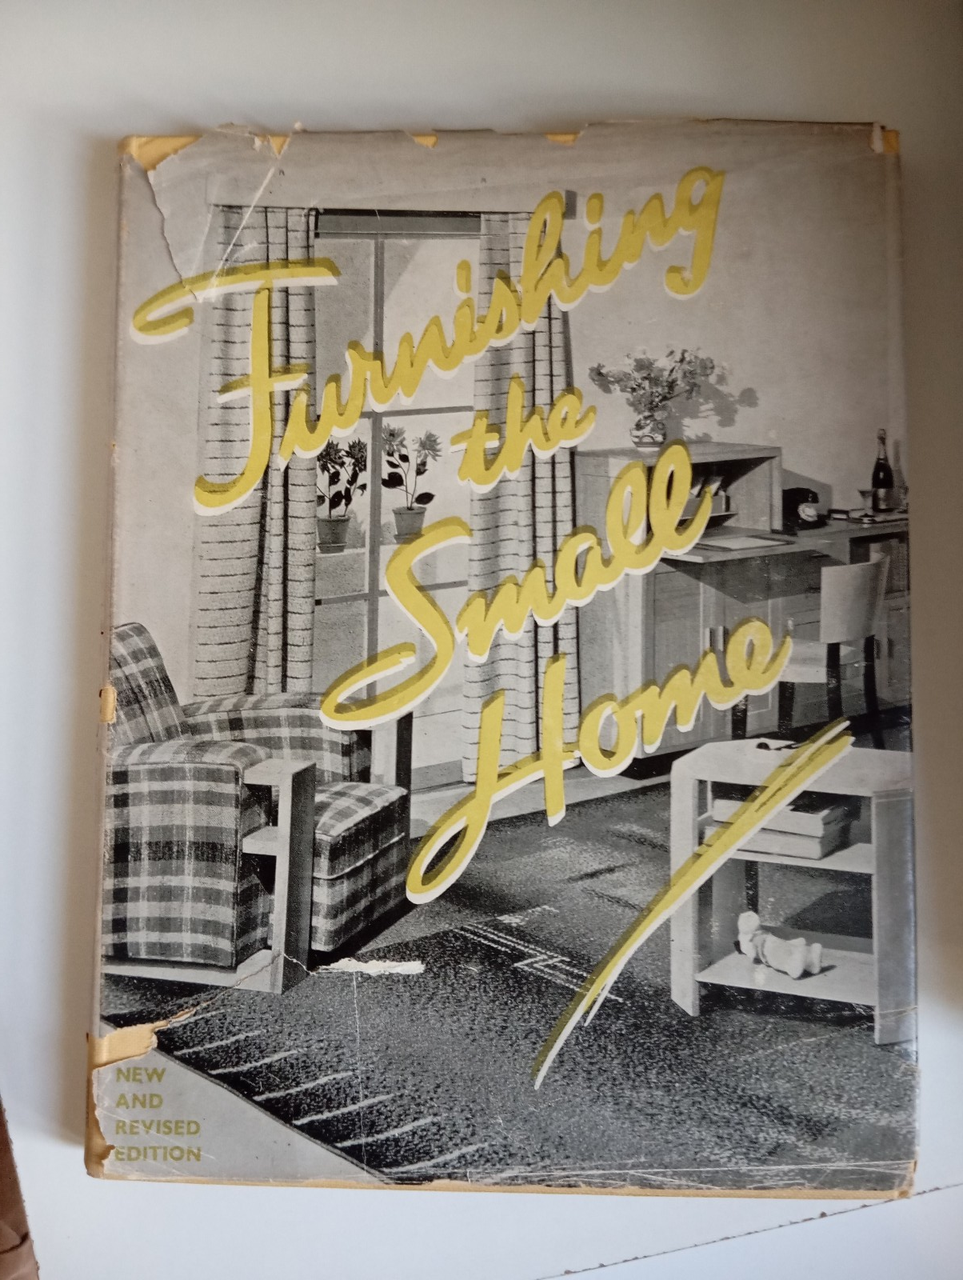 Furnishing
the
Small
Home
NEW
AND
REVISED
EDITION